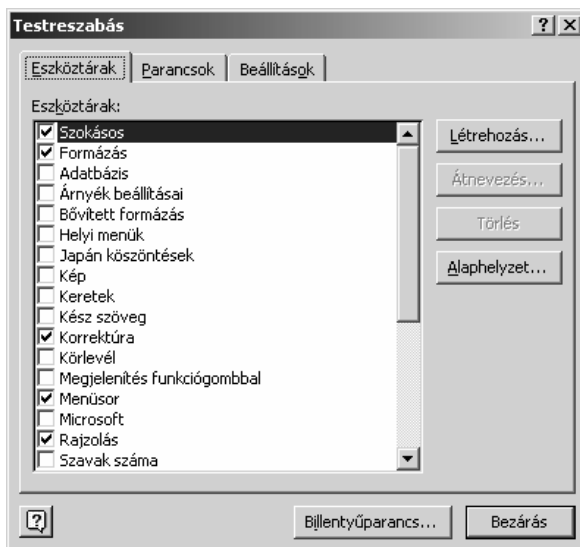 Testreszabás
Eszköztárak Parancsok Beállítások
Eszköztárak:
Szokásos
Formázás
Adatbázis
Árnyék beállításai
Bővített formázás
Helyi menük
Japán köszöntések
Kép
Keretek
Kész szöveg
Korrektúra
Körlevél
Megjelenítés funkciógombbal
Menüsor
Microsoft
Rajzolás
Szavak száma
Létrehozás...
Átnevezés...
Törlés
Alaphelyzet...
Billentyűparancs...
Bezárás